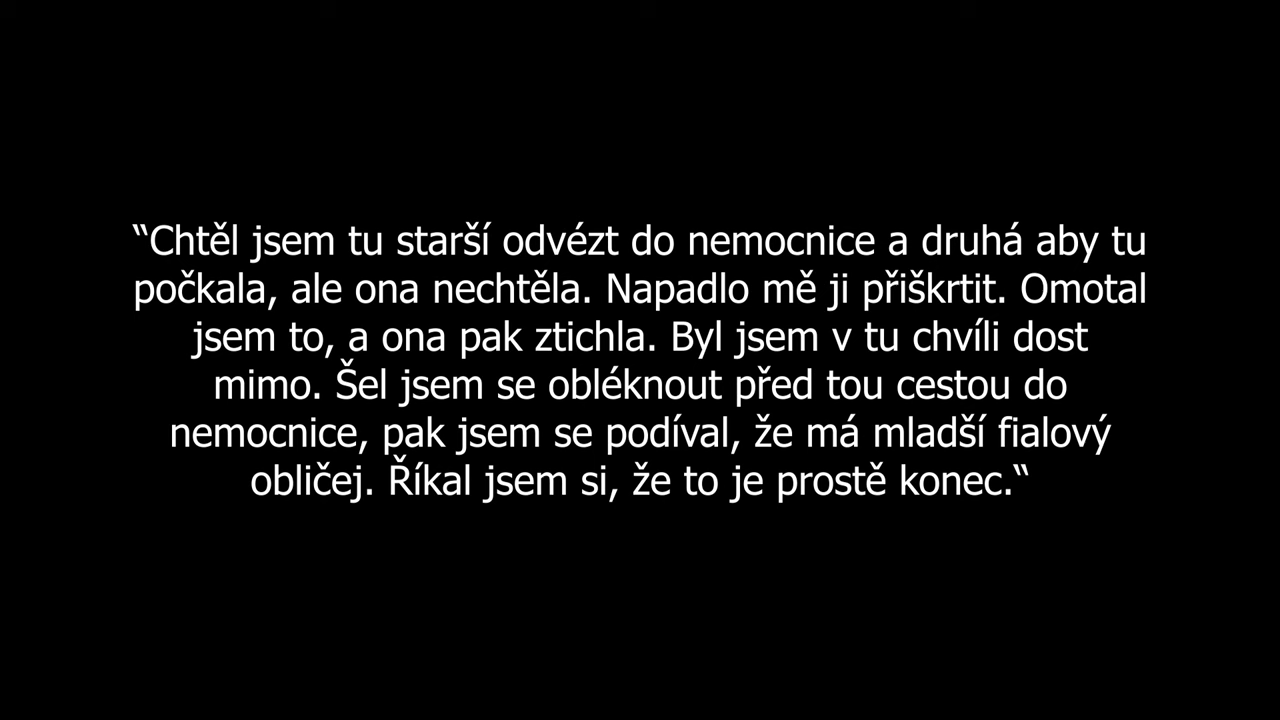 “Chtěl jsem tu starší odvézt do nemocnice a druhá aby tu
počkala, ale ona nechtěla. Napadlo mě ji přiškrtit. Omotal
jsem to, a ona pak ztichla. Byl jsem v tu chvíli dost
mimo. Šel jsem se obléknout před tou cestou do
nemocnice, pak jsem se podíval, že má mladší fialový
obličej. Říkal jsem si, že to je prostě konec.“